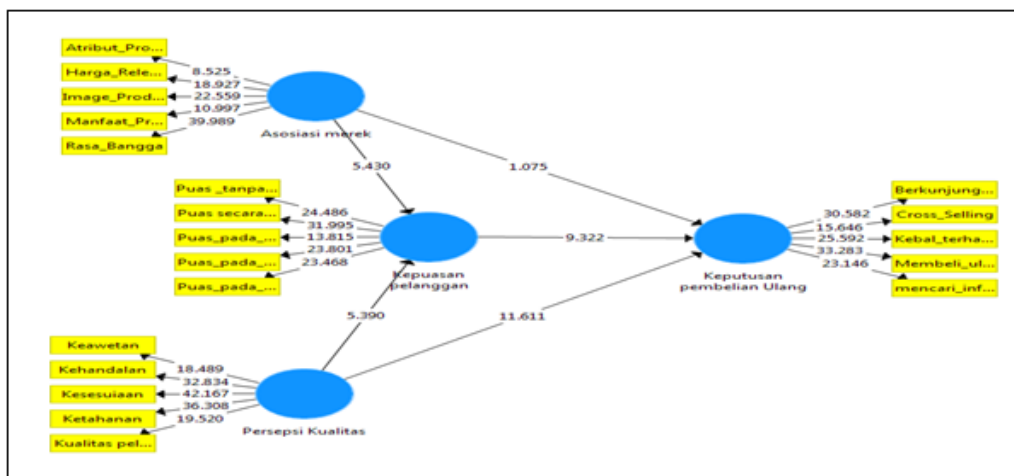 Atribut_Pro...
8.525
Harga_Rele...
18.927
Image_Prod...
22.559
Manfaat_Pr...
10.997
Rasa_Bangga
39.989
Asosiasi merek
5.430
1.075
Puas _tanpa...
24.486
Puas secara...
31.995
Puas_pada_...
13.815
Puas_pada_...
23.801
Puas_pada_...
23.468
Kepuasan
pelanggan
9.322
Berkunjung...
30.582
Cross_Selling
15.646
Kebal_terha...
25.592
Membeli_ul...
33.283
mencari_inf...
23.146
Keputusan
pembelian Ulang
5.390
11.611
Keawetan
18.489
Kehandalan
32.834
Kesesuiaan
42.167
Ketahanan
36.308
Kualitas pel...
19.520
Persepsi Kualitas